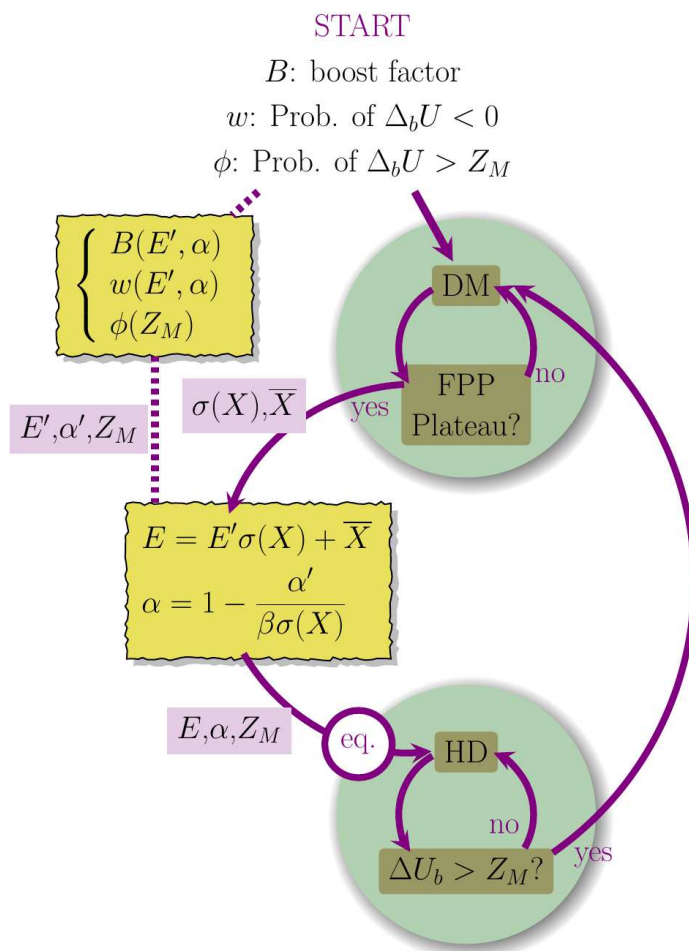 START
B: boost factor
w: Prob. of Δ_bU < 0
ϕ: Prob. of Δ_bU > Z_M
B(E′, α)
w(E′, α)
ϕ(Z_M)
DM
FPP
Plateau?
no
yes
σ(X),X̅
E′,α′,Z_M
E = E′σ(X) + X̅
α = 1 − α′/βσ(X)
E,α,Z_M
eq.
HD
no
ΔU_b > Z_M?
yes